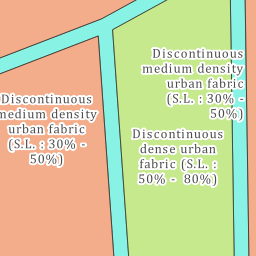 Discontinuous
medium density
urban fabric
(S.L. : 30% -
50%)
Discontinuous
medium density
urban fabric
(S.L. : 30% -
50%)
Discontinuous
dense urban
fabric (S.L. :
50% - 80%)